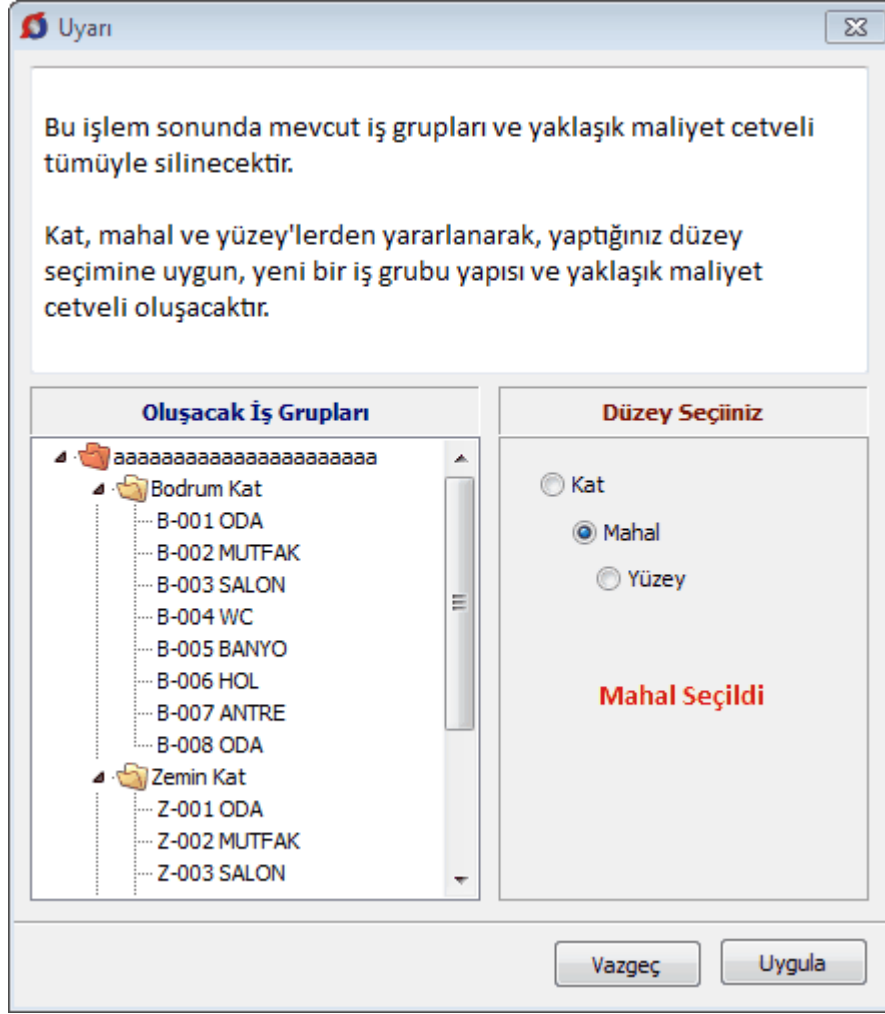 Uyarı
Bu işlem sonunda mevcut iş grupları ve yaklaşık maliyet cetveli
tümüyle silinecektir.
Kat, mahal ve yüzey'lerden yararlanarak, yaptığınız düzey
seçimine uygun, yeni bir iş grubu yapısı ve yaklaşık maliyet
cetveli oluşacaktır.
Oluşacak İş Grupları
aaaaaaaaaaaaaaaaaaaaaa
Bodrum Kat
B-001 ODA
B-002 MUTFAK
B-003 SALON
B-004 WC
B-005 BANYO
B-006 HOL
B-007 ANTRE
B-008 ODA
Zemin Kat
Z-001 ODA
Z-002 MUTFAK
Z-003 SALON
Düzey Seçiiniz
Kat
Mahal
Yüzey
Mahal Seçildi
Vazgeç
Uygula